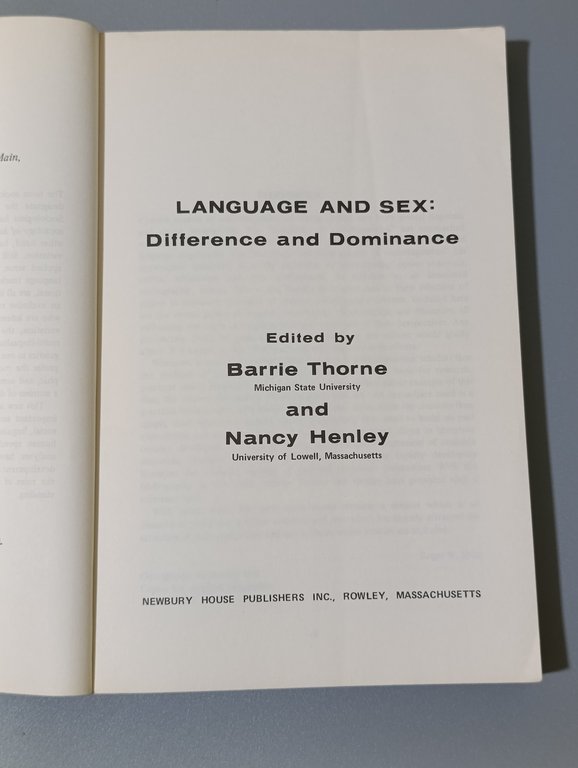 Main,
LANGUAGE AND SEX:
Difference and Dominance
Edited by
Barrie Thorne
Michigan State University
and
Nancy Henley
University of Lowell, Massachusetts
NEWBURY HOUSE PUBLISHERS INC., ROWLEY, MASSACHUSETTS